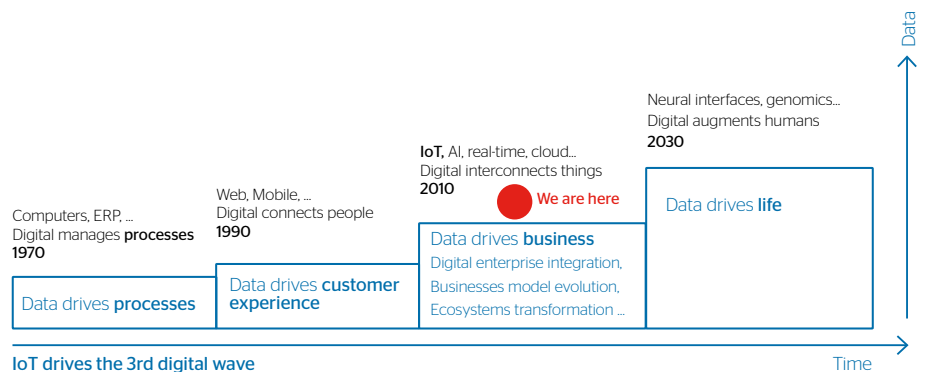 Data
Neural interfaces, genomics...
Digital augments humans
2030
IoT, AI, real-time, cloud...
Digital interconnects things
2010
We are here
Web, Mobile, ...
Digital connects people
1990
Computers, ERP, ...
Digital manages processes
1970
Data drives processes
Data drives customer
experience
Data drives business
Digital enterprise integration,
Businesses model evolution,
Ecosystems transformation ...
Data drives life
IoT drives the 3rd digital wave
Time